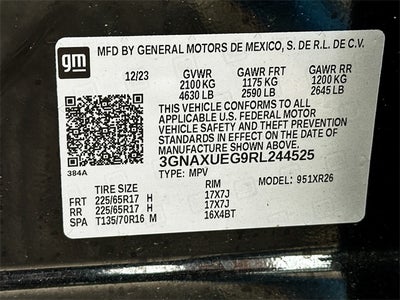 gm
MFD BY GENERAL MOTORS DE MEXICO, S. DE R.L. DE C.V.
12/23 GVWR GAWR FRT GAWR RR
2100 KG 1175 KG 1200 KG
4630 LB 2590 LB 2645 LB
THIS VEHICLE CONFORMS TO ALL
APPLICABLE U.S. FEDERAL MOTOR
VEHICLE SAFETY AND THEFT PREVENTION
STANDARDS IN EFFECT ON THE DATE OF
MANUFACTURE SHOWN ABOVE.
3GNAXUEG9RL244525
384A TYPE: MPV MODEL: 951XR26
TIRE SIZE RIM
FRT 225/65R17 H 17X7J
RR 225/65R17 H 17X7J
SPA T135/70R16 M 16X4BT